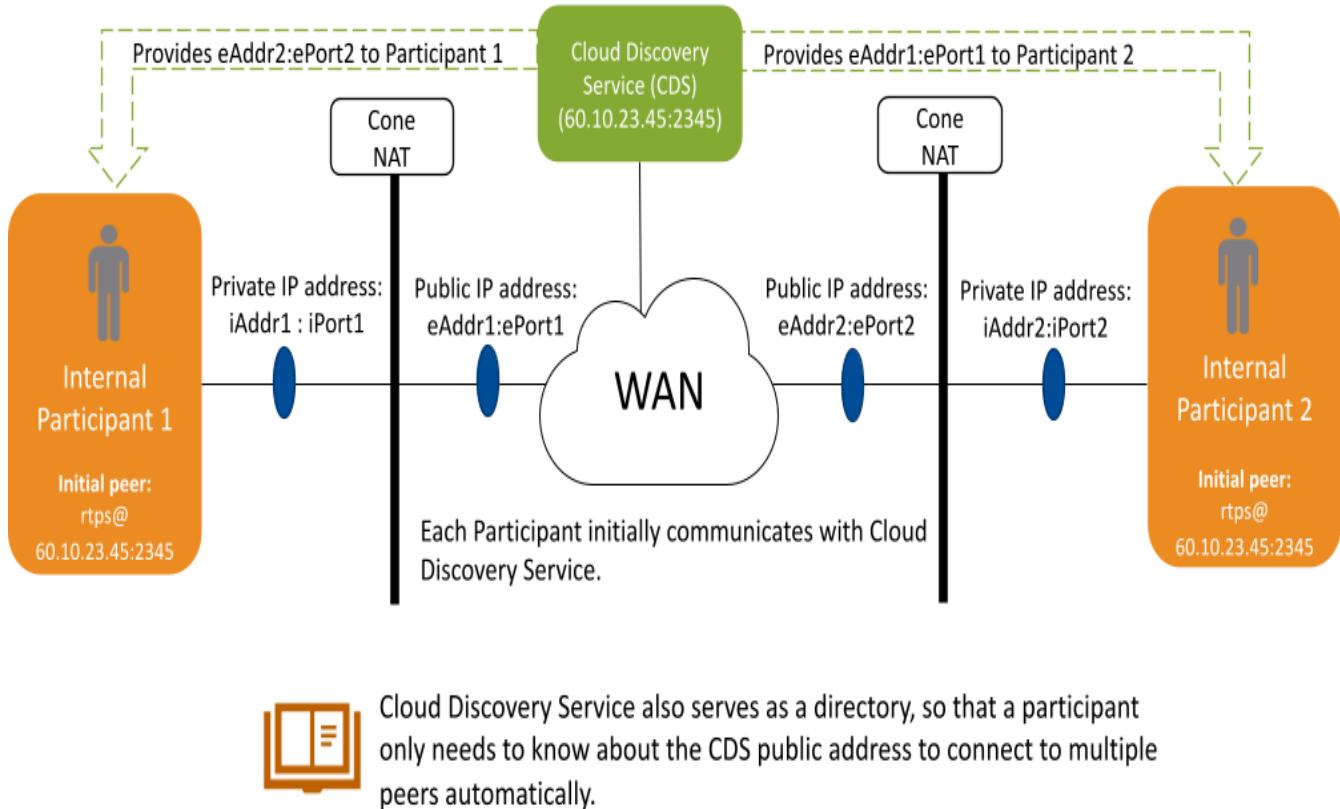 Provides eAddr2:ePort2 to Participant 1
Cloud Discovery
Service (CDS)
(60.10.23.45:2345)
Provides eAddr1:ePort1 to Participant 2
Cone
NAT
Cone
NAT
Private IP address:
iAddr1 : iPort1
Public IP address:
eAddr1:ePort1
Public IP address:
eAddr2:ePort2
Private IP address:
iAddr2:iPort2
Internal
Participant 1
Initial peer:
rtps@
60.10.23.45:2345
WAN
Internal
Participant 2
Initial peer:
rtps@
60.10.23.45:2345
Each Participant initially communicates with Cloud
Discovery Service.
Cloud Discovery Service also serves as a directory, so that a participant
only needs to know about the CDS public address to connect to multiple
peers automatically.